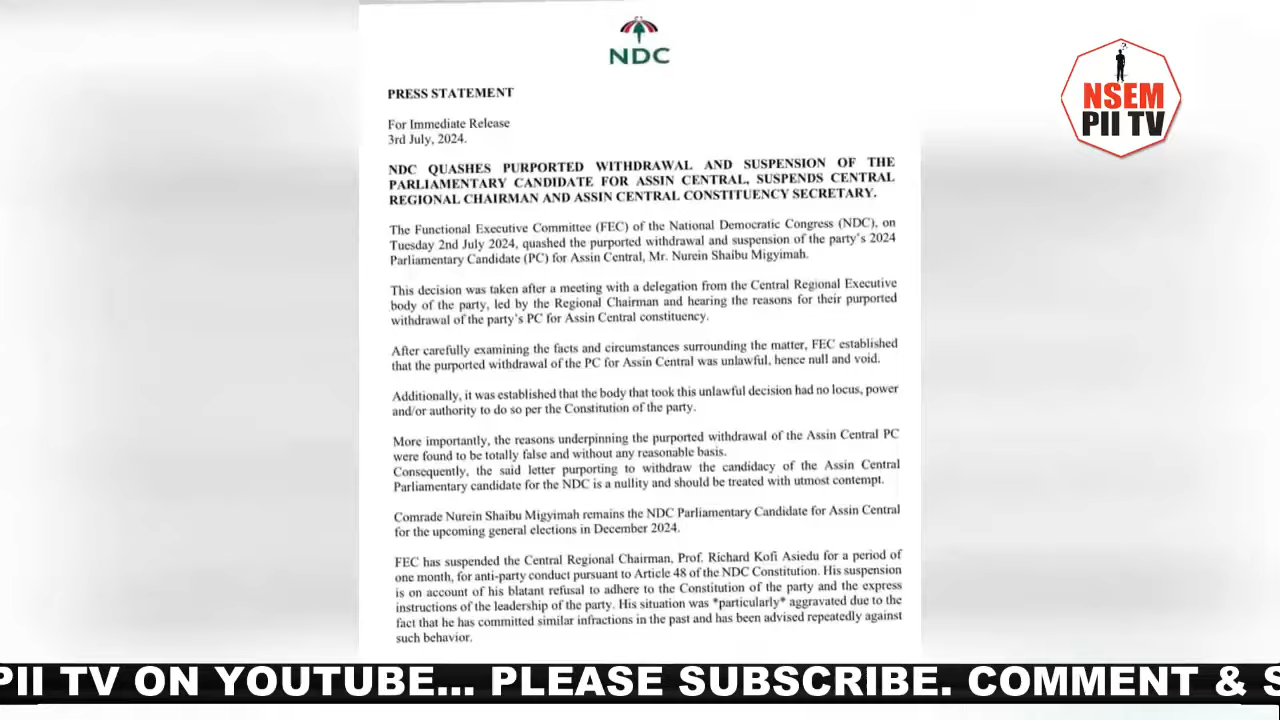 NDC
NSEM
PII TV
PRESS STATEMENT
For Immediate Release
3rd July, 2024.
NDC QUASHES PURPORTED WITHDRAWAL AND SUSPENSION OF THE
PARLIAMENTARY CANDIDATE FOR ASSIN CENTRAL, SUSPENDS CENTRAL
REGIONAL CHAIRMAN AND ASSIN CENTRAL CONSTITUENCY SECRETARY.
The Functional Executive Committee (FEC) of the National Democratic Congress (NDC), on
Tuesday 2nd July 2024, quashed the purported withdrawal and suspension of the party's 2024
Parliamentary Candidate (PC) for Assin Central, Mr. Nurein Shaibu Migyimah.
This decision was taken after a meeting with a delegation from the Central Regional Executive
body of the party, led by the Regional Chairman and hearing the reasons for their purported
withdrawal of the party's PC for Assin Central constituency.
After carefully examining the facts and circumstances surrounding the matter, FEC established
that the purported withdrawal of the PC for Assin Central was unlawful, hence null and void.
Additionally, it was established that the body that took this unlawful decision had no locus, power
and/or authority to do so per the Constitution of the party.
More importantly, the reasons underpinning the purported withdrawal of the Assin Central PC
were found to be totally false and without any reasonable basis.
Consequently, the said letter purporting to withdraw the candidacy of the Assin Central
Parliamentary candidate for the NDC is a nullity and should be treated with utmost contempt.
Comrade Nurein Shaibu Migyimah remains the NDC Parliamentary Candidate for Assin Central
for the upcoming general elections in December 2024.
FEC has suspended the Central Regional Chairman, Prof. Richard Kofi Asiedu for a period of
one month, for anti-party conduct pursuant to Article 48 of the NDC Constitution. His suspension
is on account of his blatant refusal to adhere to the Constitution of the party and the express
instructions of the leadership of the party. His situation was *particularly* aggravated due to the
fact that he has committed similar infractions in the past and has been advised repeatedly against
such behavior.
PII TV ON YOUTUBE... PLEASE SUBSCRIBE. COMMENT & S